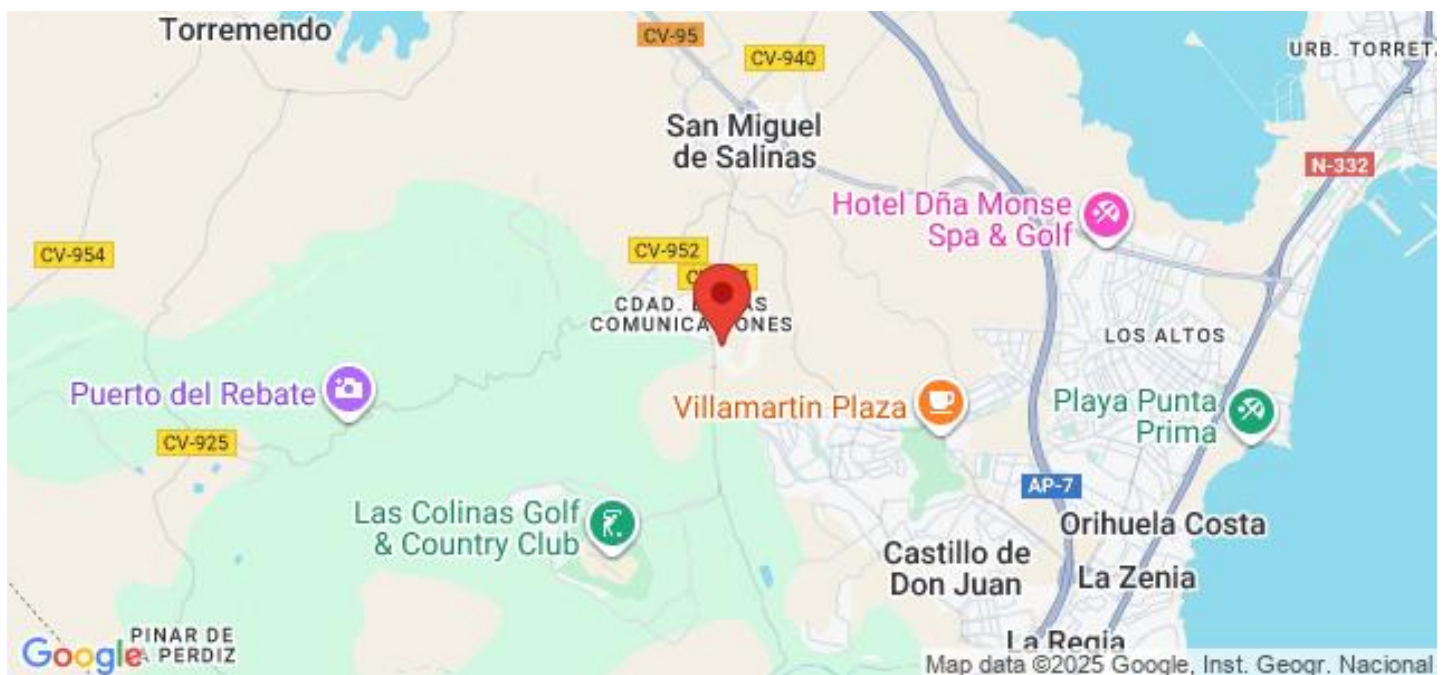 Torremendo
CV-95
CV-940
URB. TORRETA
San Miguel
de Salinas
N-332
Hotel Dña Monse
Spa & Golf
CV-954
CV-952
CDAD.
COMUNICA
LOS ALTOS
Puerto del Rebate
Villamartin Plaza
Playa Punta
Prima
CV-925
AP-7
Las Colinas Golf
& Country Club
Orihuela Costa
Castillo de
Don Juan
La Zenia
PINAR DE
PERDIZ
Google
La Regia
Map data ©2025 Google, Inst. Geogr. Nacional